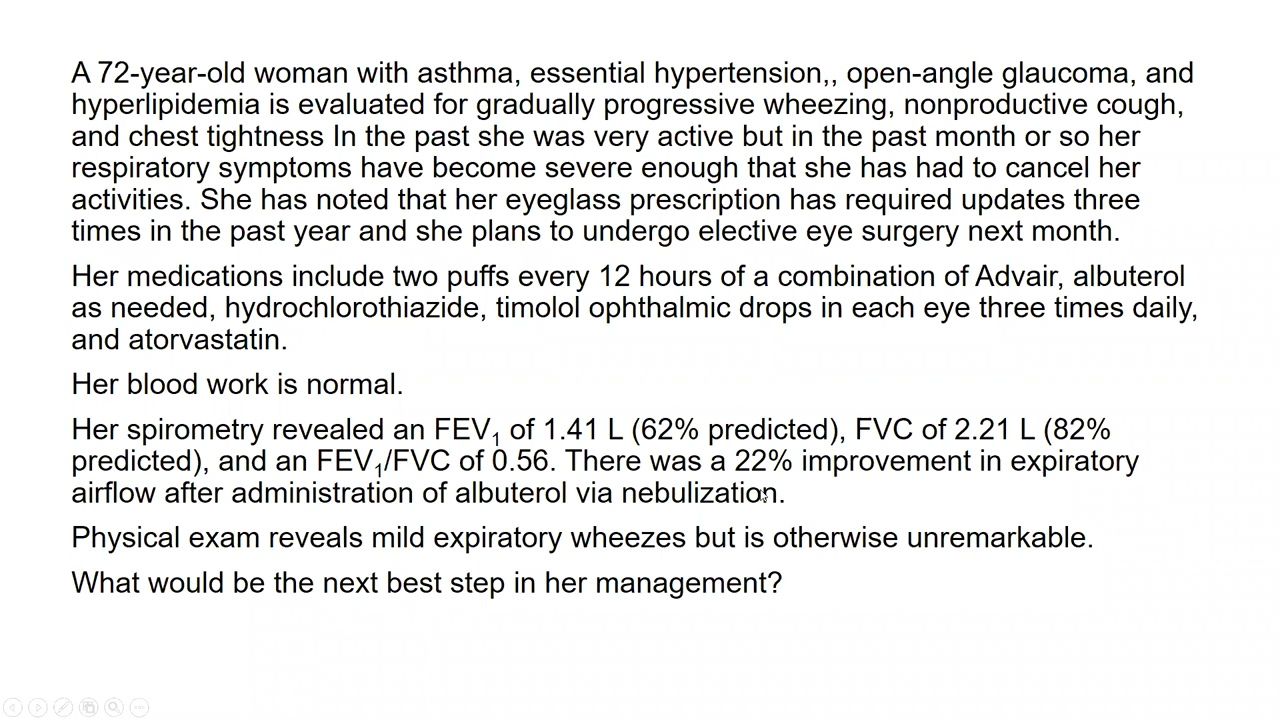 A 72-year-old woman with asthma, essential hypertension,, open-angle glaucoma, and
hyperlipidemia is evaluated for gradually progressive wheezing, nonproductive cough,
and chest tightness In the past she was very active but in the past month or so her
respiratory symptoms have become severe enough that she has had to cancel her
activities. She has noted that her eyeglass prescription has required updates three
times in the past year and she plans to undergo elective eye surgery next month.
Her medications include two puffs every 12 hours of a combination of Advair, albuterol
as needed, hydrochlorothiazide, timolol ophthalmic drops in each eye three times daily,
and atorvastatin.
Her blood work is normal.
Her spirometry revealed an FEV₁ of 1.41 L (62% predicted), FVC of 2.21 L (82%
predicted), and an FEV₁/FVC of 0.56. There was a 22% improvement in expiratory
airflow after administration of albuterol via nebulization.
Physical exam reveals mild expiratory wheezes but is otherwise unremarkable.
What would be the next best step in her management?